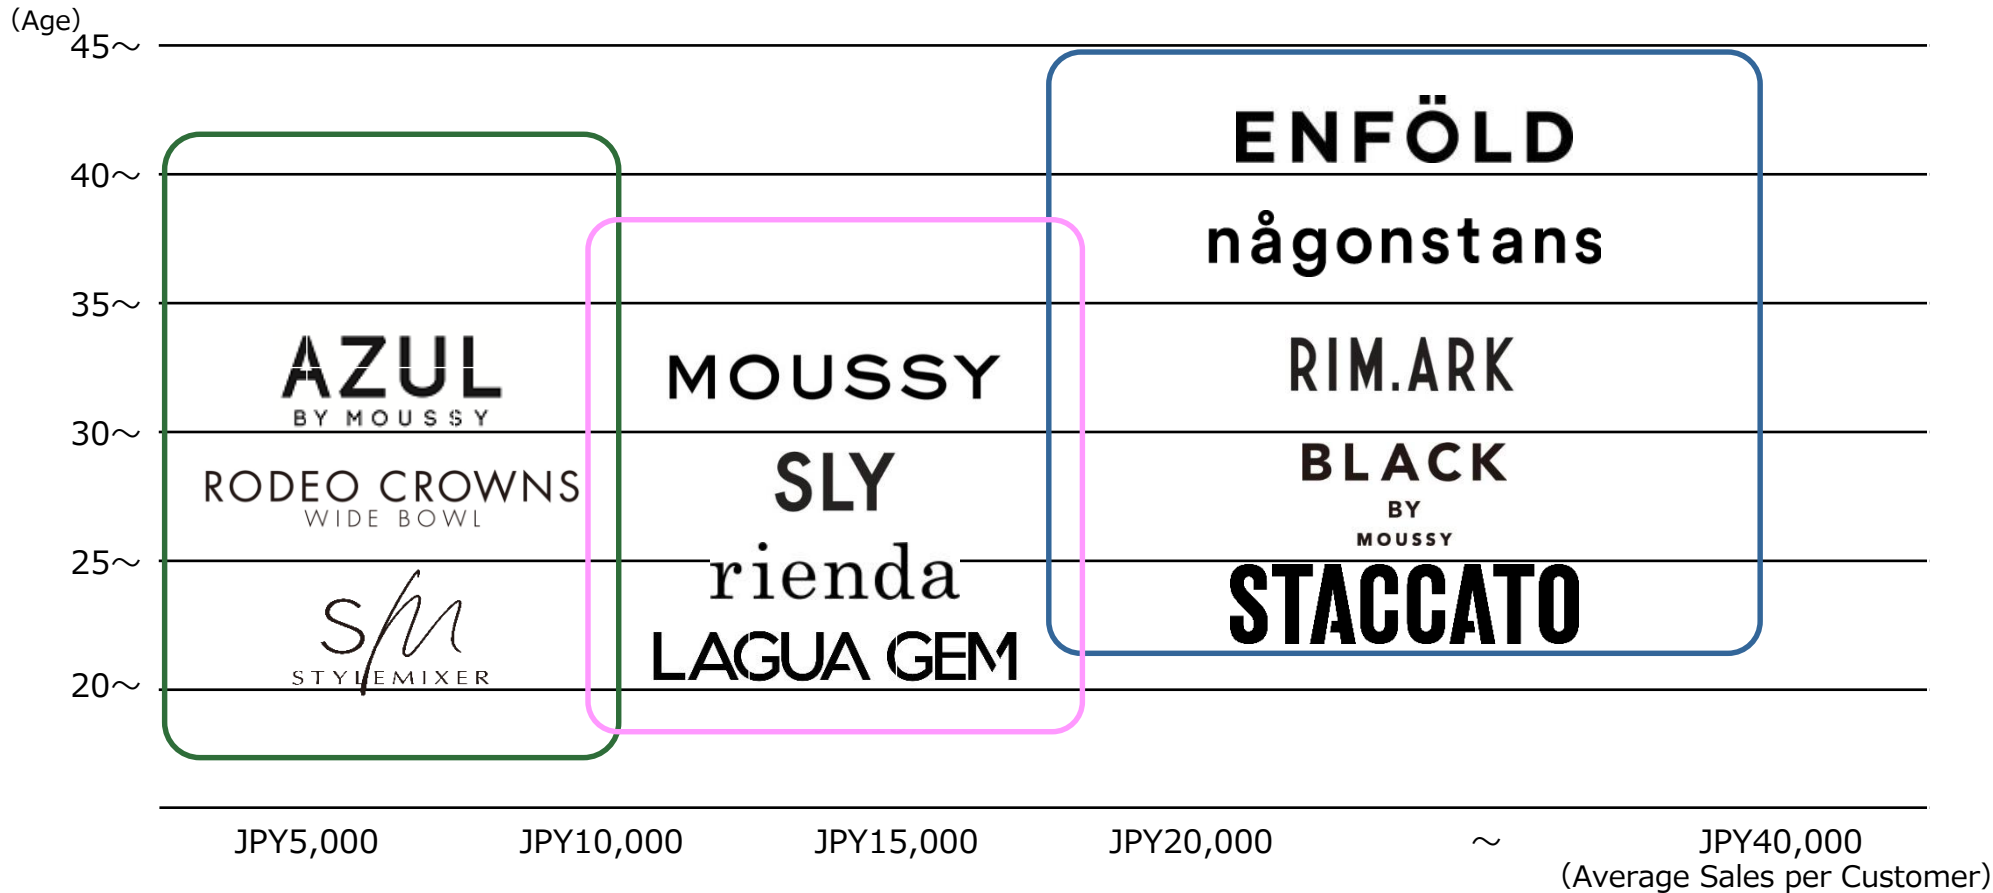 （Age）
45～
ENFÖLD
40～
någonstans
35～
AZUL
BY MOUSSY
MOUSSY
RIM.ARK
30～
RODEO CROWNS
WIDE BOWL
SLY
BLACK
BY
MOUSSY
25～
rienda
STACCATO
SM
STYLEMIXER
LAGUA GEM
20～
JPY5,000 JPY10,000 JPY15,000 JPY20,000 ～ JPY40,000
（Average Sales per Customer）